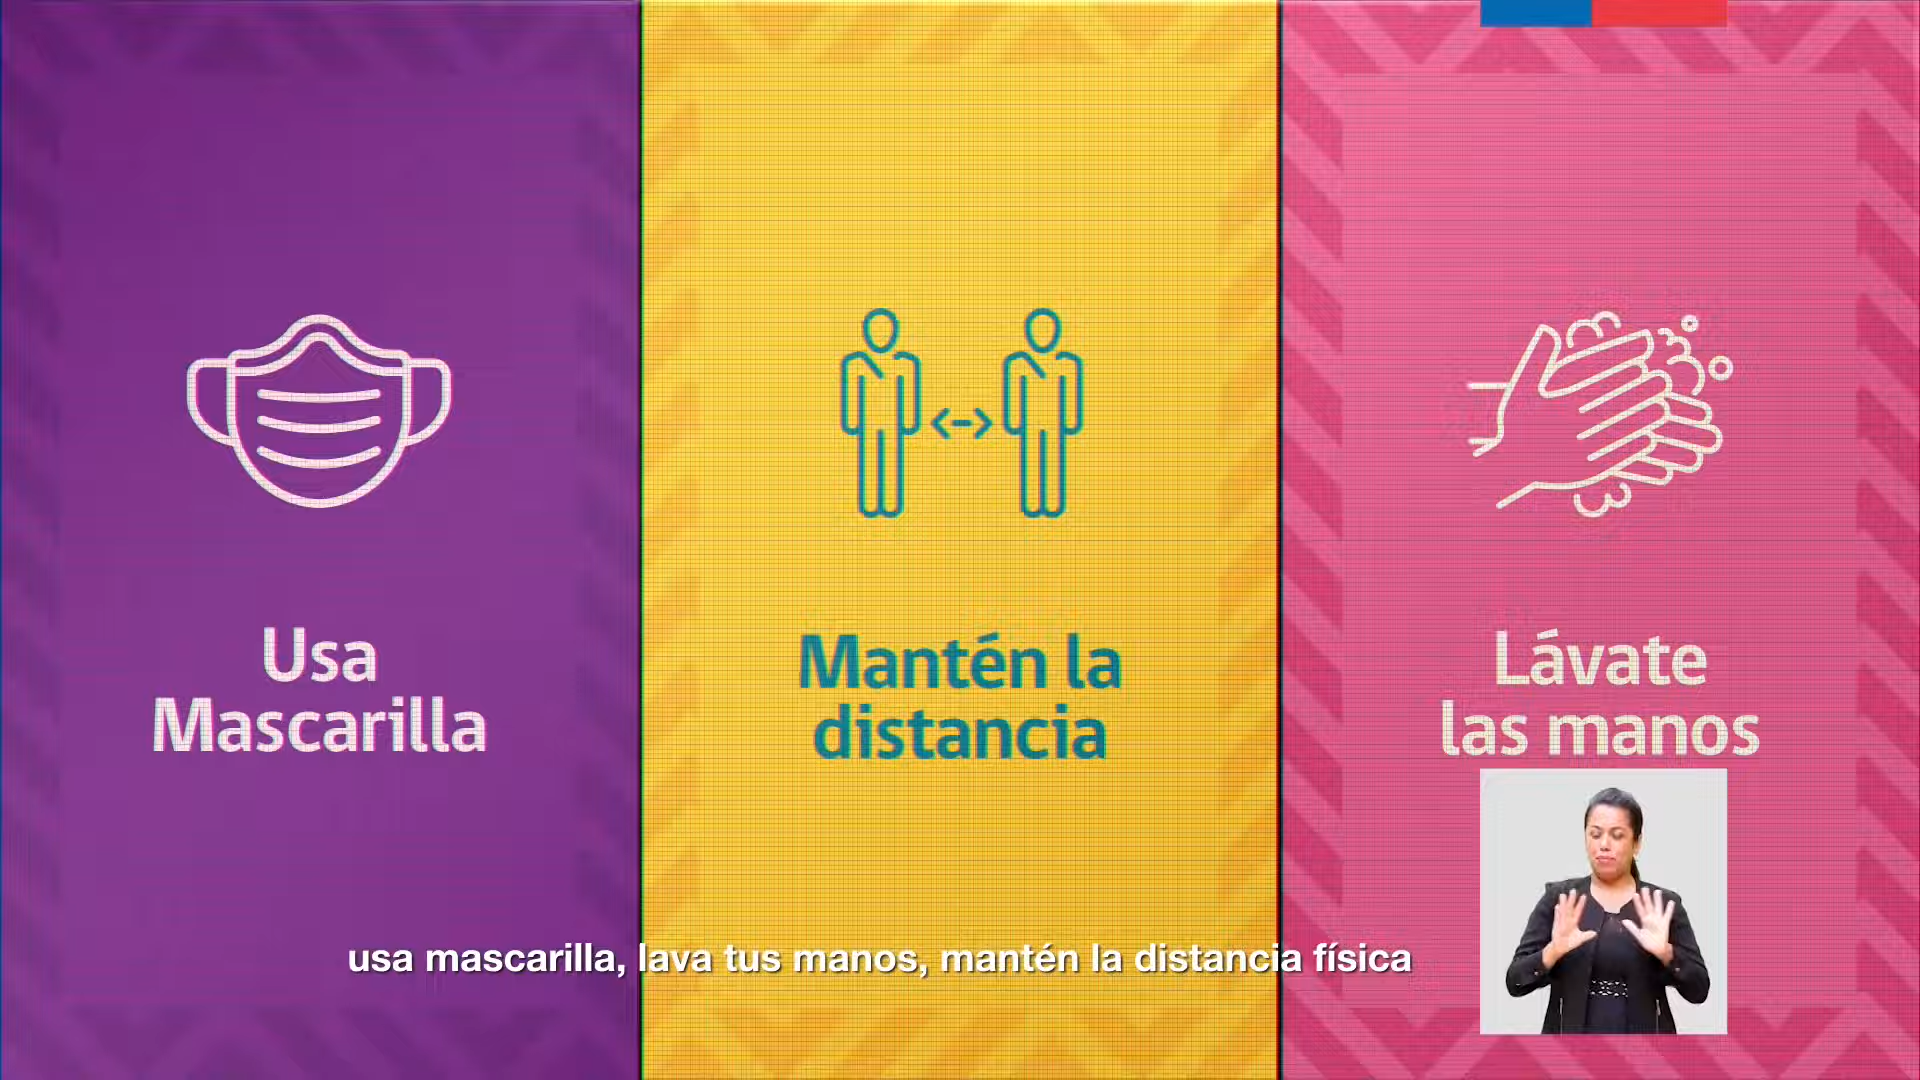 Usa
Mascarilla
Mantén la
distancia
Lávate
las manos
usa mascarilla, lava tus manos, mantén la distancia física